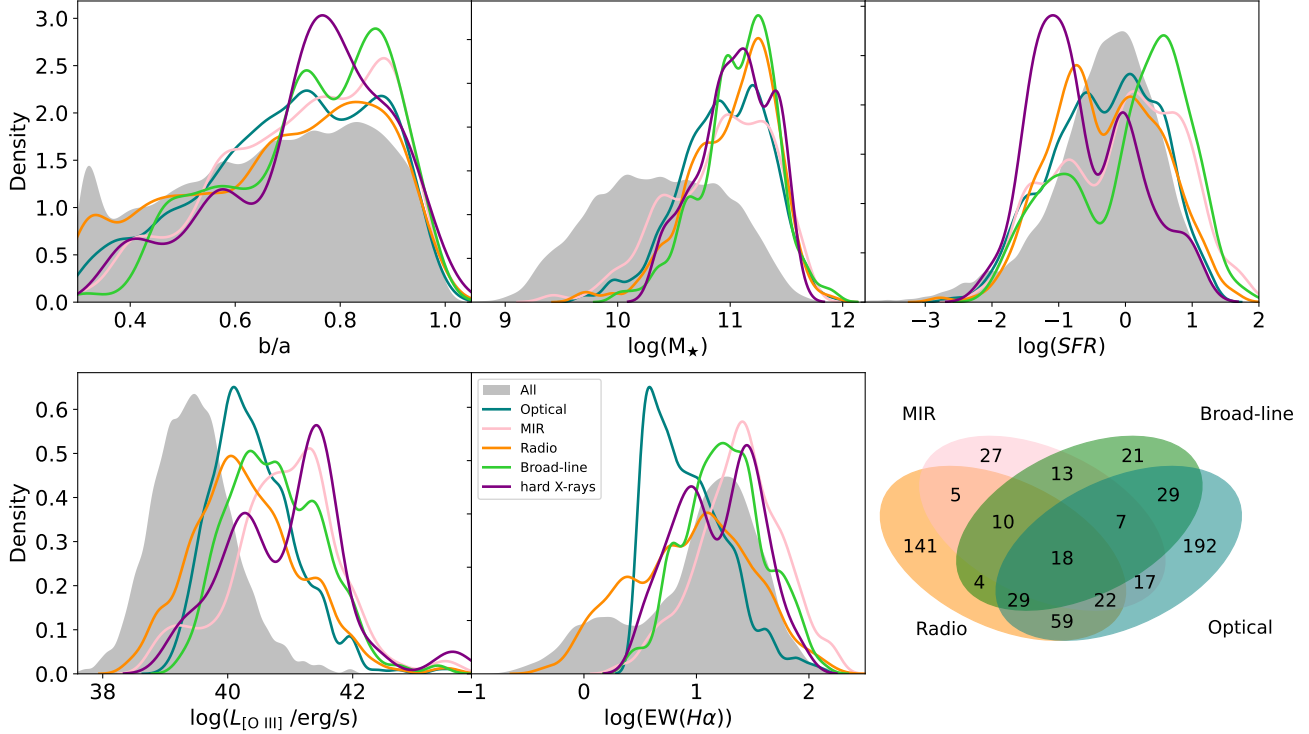 3.0
2.5
2.0
1.5
1.0
0.5
0.0
Density
0.4 0.6 0.8 1.0
b/a
9 10 11 12
log(M★)
−3 −2 −1 0 1 2
log(SFR)
0.6
0.5
0.4
0.3
0.2
0.1
0.0
Density
38 40 42
log(L[O III] /erg/s)
All
Optical
MIR
Radio
Broad-line
hard X-rays
−1 0 1 2
log(EW(Hα))
MIR Broad-line
27 13 21
5 29
10 7
141 18 192
4 17
29 22
59
Radio Optical